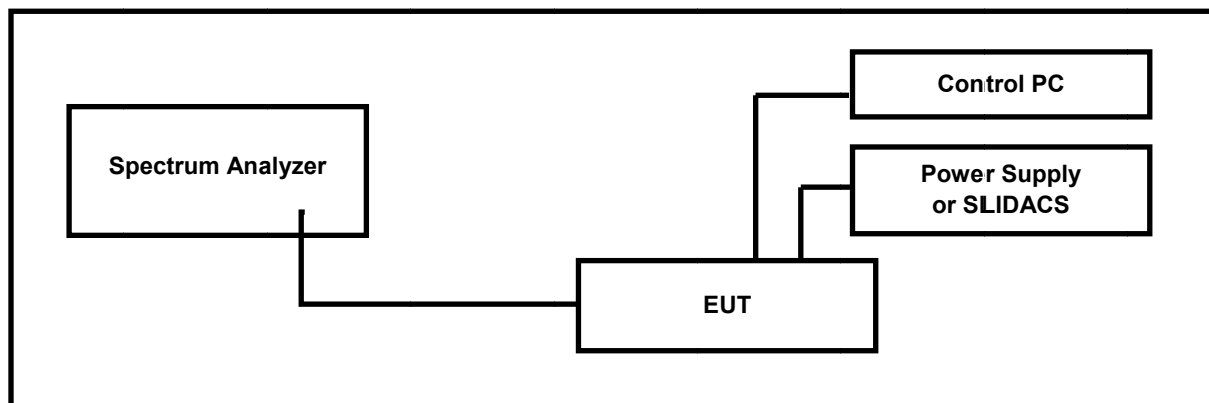 Control PC
Spectrum Analyzer
Power Supply
or SLIDACS
EUT